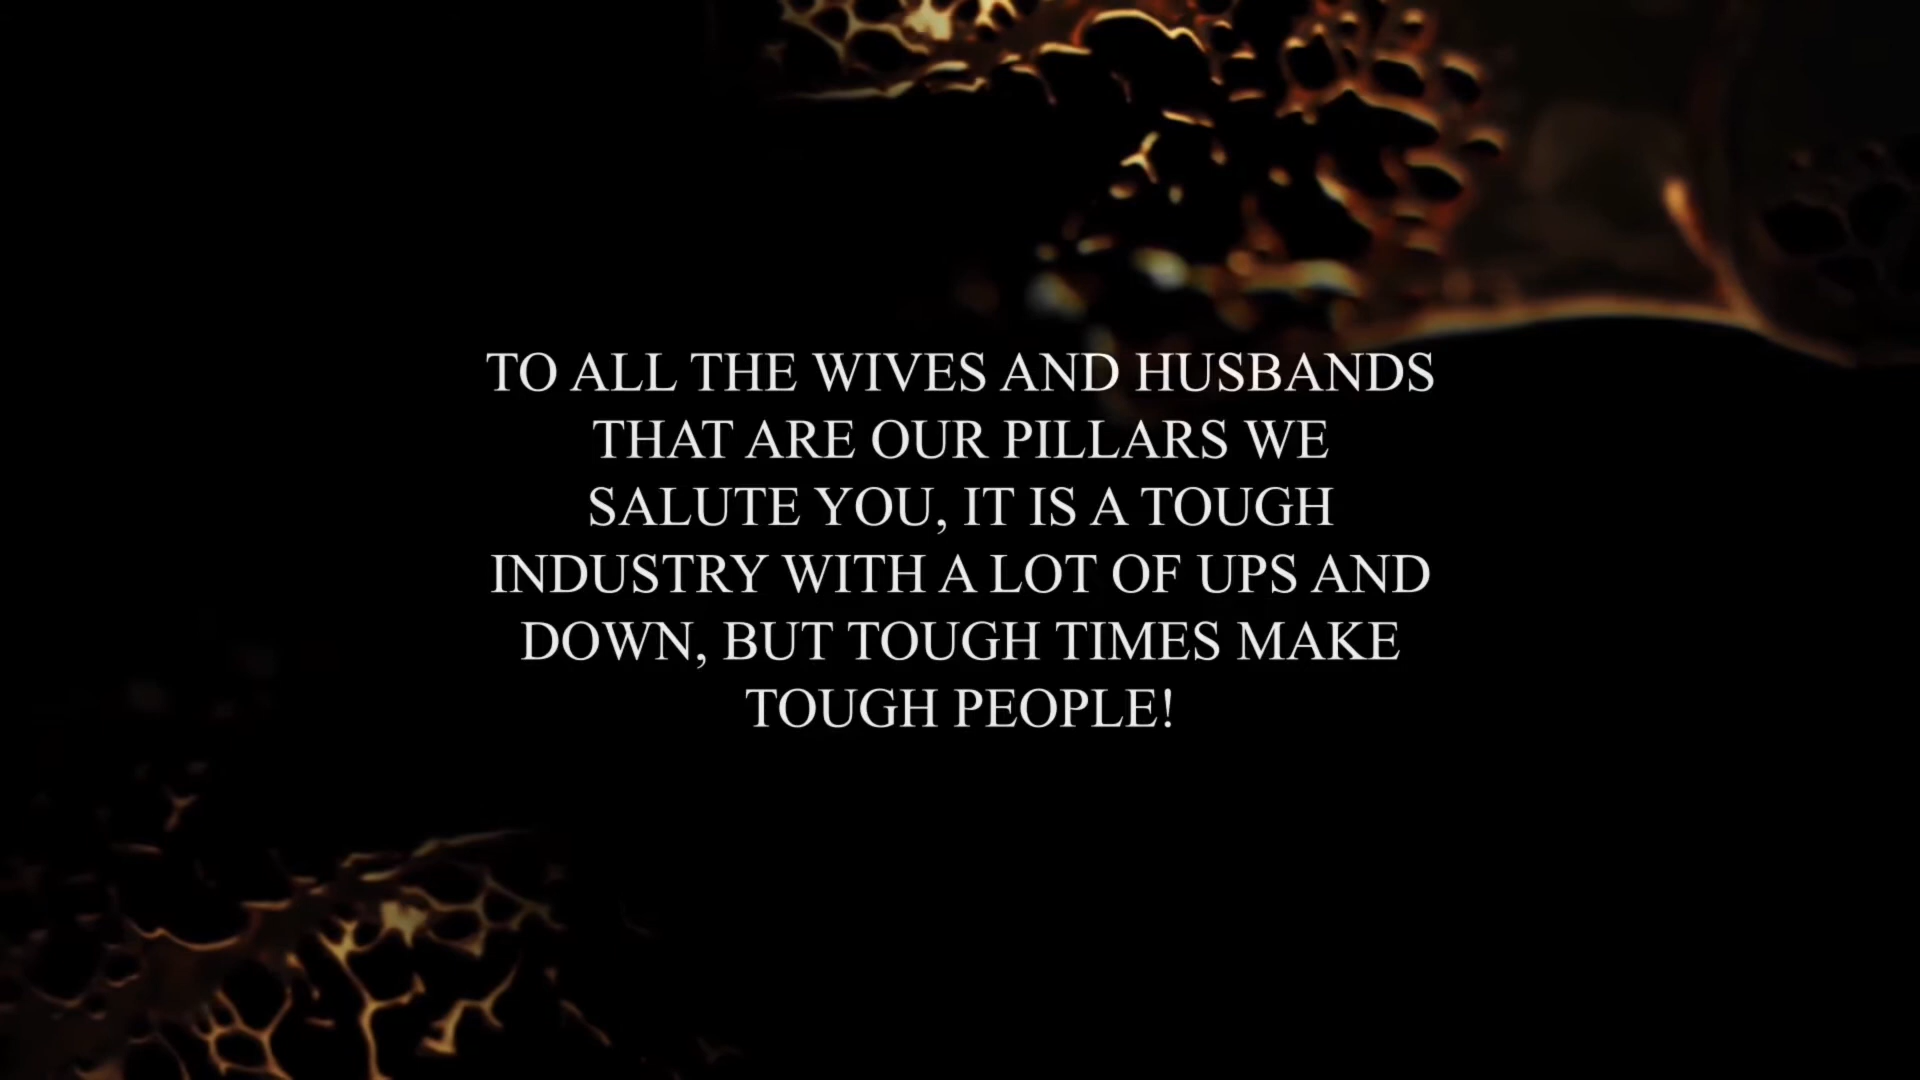 TO ALL THE WIVES AND HUSBANDS
THAT ARE OUR PILLARS WE
SALUTE YOU, IT IS A TOUGH
INDUSTRY WITH A LOT OF UPS AND
DOWN, BUT TOUGH TIMES MAKE
TOUGH PEOPLE!